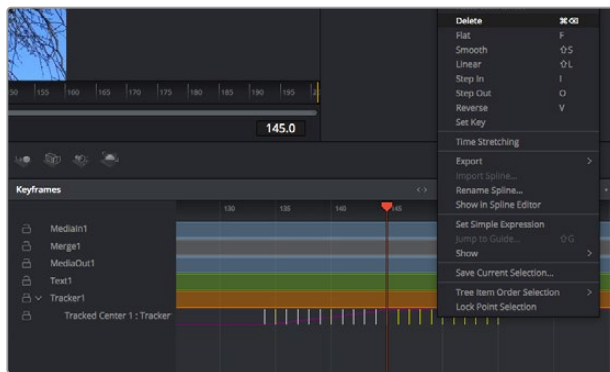 Delete ⌘⌫
Flat F
Smooth ⇧S
Linear ⇧L
Step In I
Step Out O
Reverse V
Set Key
Time Stretching
Export >
Import Spline...
Rename Spline...
Show in Spline Editor
Set Simple Expression
Jump to Guide... ⇧G
Show >
Save Current Selection...
Tree Item Order Selection >
Lock Point Selection
155 160 165 170 175 180 185 190 195
145.0
Keyframes
130 135 140 145
MediaIn1
Merge1
MediaOut1
Text1
Tracker1
Tracked Center 1 : Tracker